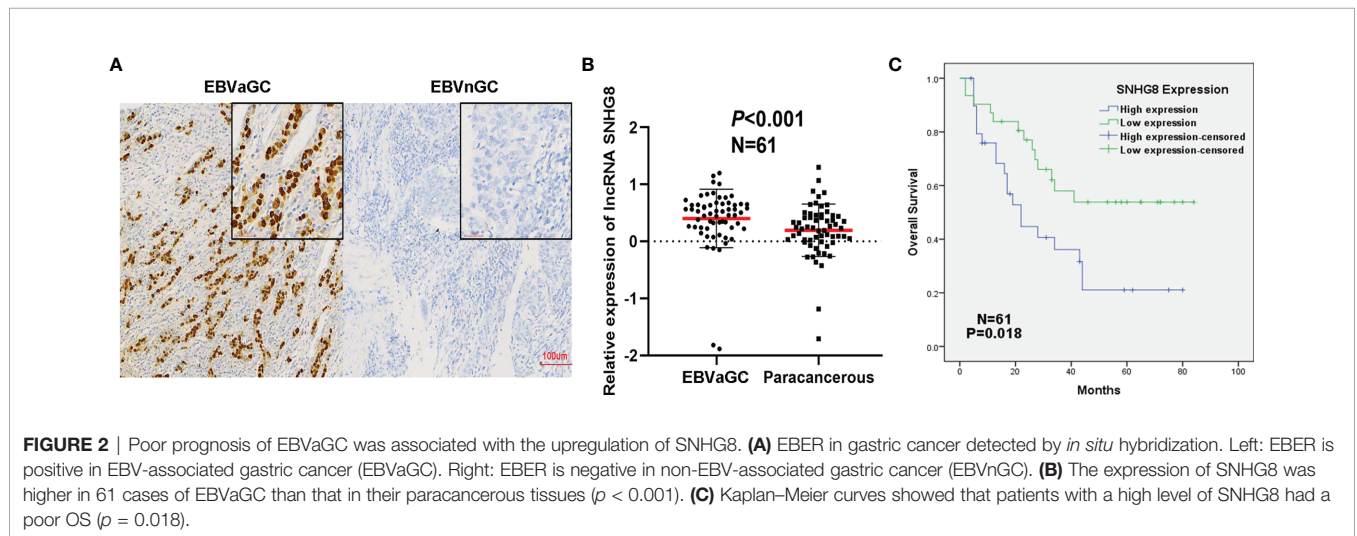 A
EBVaGC
EBVnGC
100um
B
Relative expression of lncRNA SNHG8
2
1
0
-1
-2
P<0.001
N=61
EBVaGC
Paracancerous
C
Overall Survival
1.0
0.8
0.6
0.4
0.2
0.0
SNHG8 Expression
High expression
Low expression
High expression-censored
Low expression-censored
N=61
P=0.018
0
20
40
60
80
100
Months
FIGURE 2 | Poor prognosis of EBVaGC was associated with the upregulation of SNHG8. (A) EBER in gastric cancer detected by in situ hybridization. Left: EBER is
positive in EBV-associated gastric cancer (EBVaGC). Right: EBER is negative in non-EBV-associated gastric cancer (EBVnGC). (B) The expression of SNHG8 was
higher in 61 cases of EBVaGC than that in their paracancerous tissues (p < 0.001). (C) Kaplan–Meier curves showed that patients with a high level of SNHG8 had a
poor OS (p = 0.018).